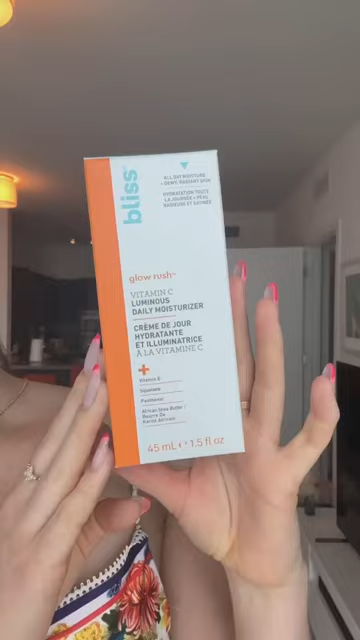 bliss
ALL DAY MOISTURE
+ DEWY, RADIANT SKIN
HYDRATATION TOUTE
LA JOURNÉE + PEAU
RADIEUSE ET SATINÉE
glow rush™
VITAMIN C
LUMINOUS
DAILY MOISTURIZER
CRÈME DE JOUR
HYDRATANTE
ET ILLUMINATRICE
À LA VITAMINE C
+
Vitamin E
Squalane
Panthenol
African Shea Butter /
Beurre De
Karité Africain
45 mL ℮ 1.5 fl oz